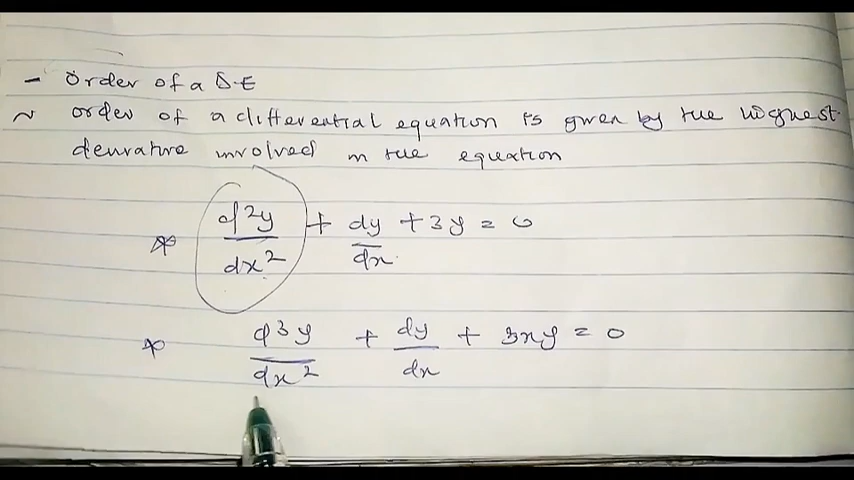 - Order of a D.E
~ order of a differential equation is given by the highest
derivative involved in the equation
* d²y/dx² + dy/dx + 3y = 0
* d³y/dx² + dy/dx + 3xy = 0